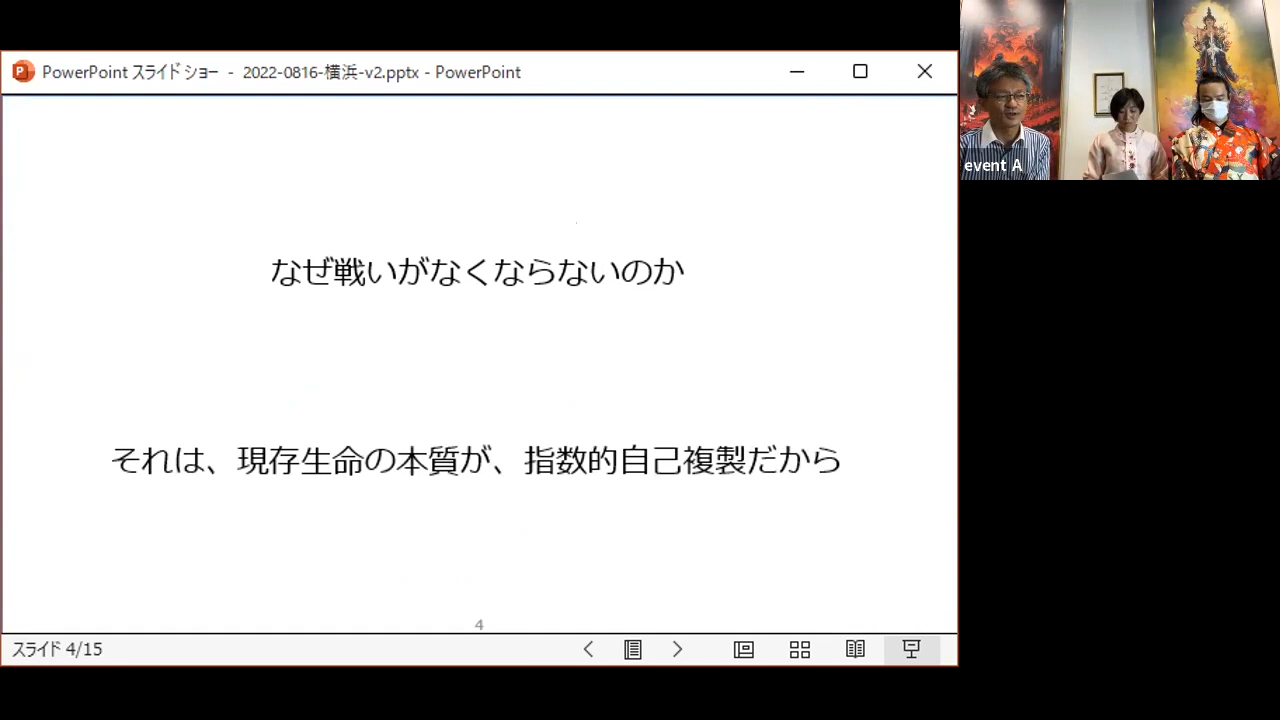 PowerPoint スライド ショー - 2022-0816-横浜-v2.pptx - PowerPoint
event A
なぜ戦いがなくならないのか
それは、現存生命の本質が、指数的自己複製だから
4
スライド 4/15